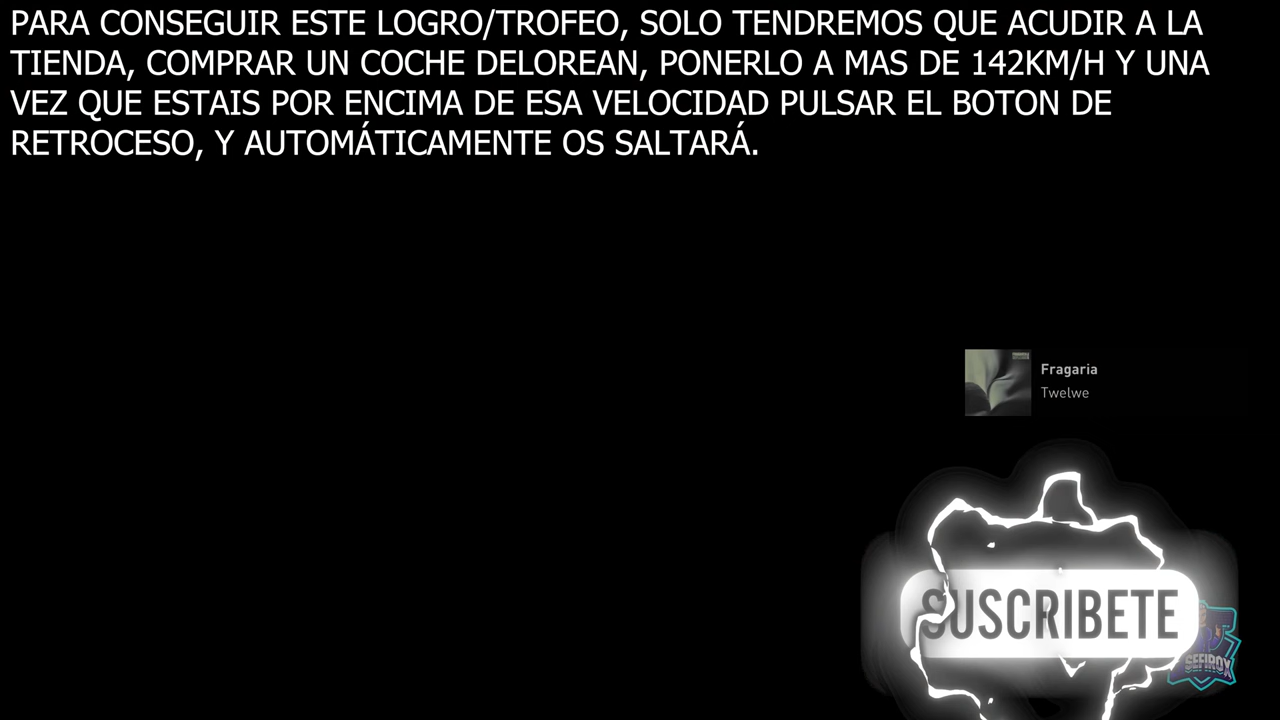 PARA CONSEGUIR ESTE LOGRO/TROFEO, SOLO TENDREMOS QUE ACUDIR A LA
TIENDA, COMPRAR UN COCHE DELOREAN, PONERLO A MAS DE 142KM/H Y UNA
VEZ QUE ESTAIS POR ENCIMA DE ESA VELOCIDAD PULSAR EL BOTON DE
RETROCESO, Y AUTOMÁTICAMENTE OS SALTARÁ.
Fragaria
Twelwe
SUSCRIBETE
SEFIROX